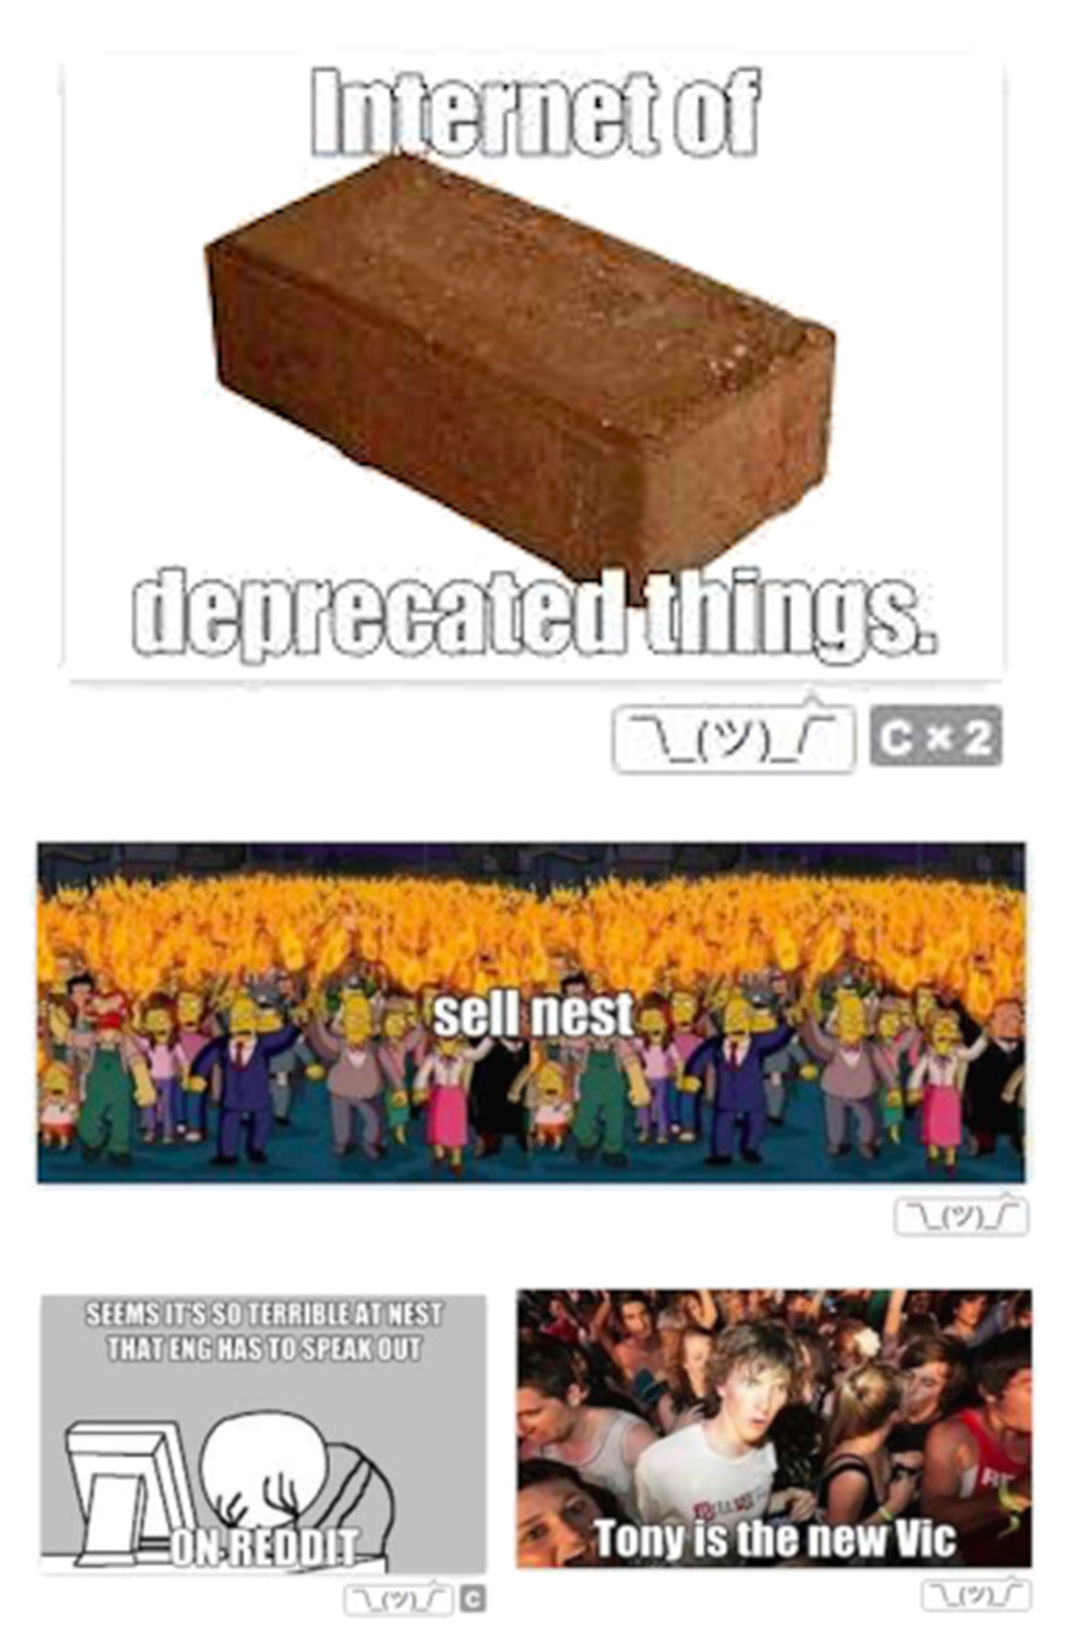 Internet of
deprecated things.
¯\_(ツ)_/¯
C × 2
sell nest
¯\_(ツ)_/¯
SEEMS IT'S SO TERRIBLE AT NEST
THAT ENG HAS TO SPEAK OUT
ON REDDIT
¯\_(ツ)_/¯
C
Tony is the new Vic
¯\_(ツ)_/¯